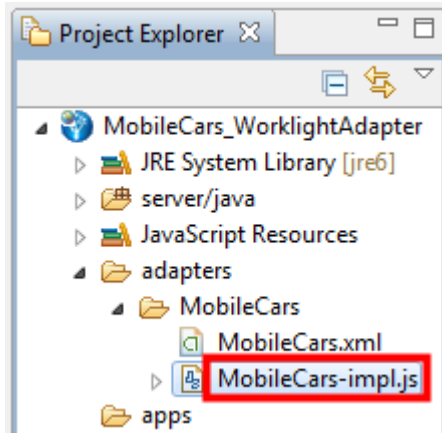 Project Explorer
MobileCars_WorklightAdapter
JRE System Library [jre6]
server/java
JavaScript Resources
adapters
MobileCars
MobileCars.xml
MobileCars-impl.js
apps